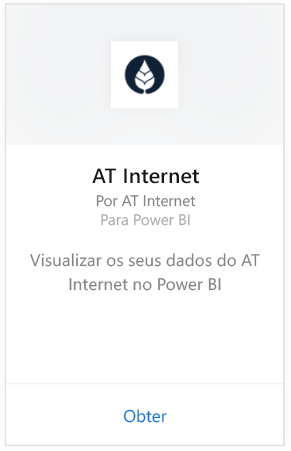 AT Internet
Por AT Internet
Para Power BI
Visualizar os seus dados do AT
Internet no Power BI
Obter